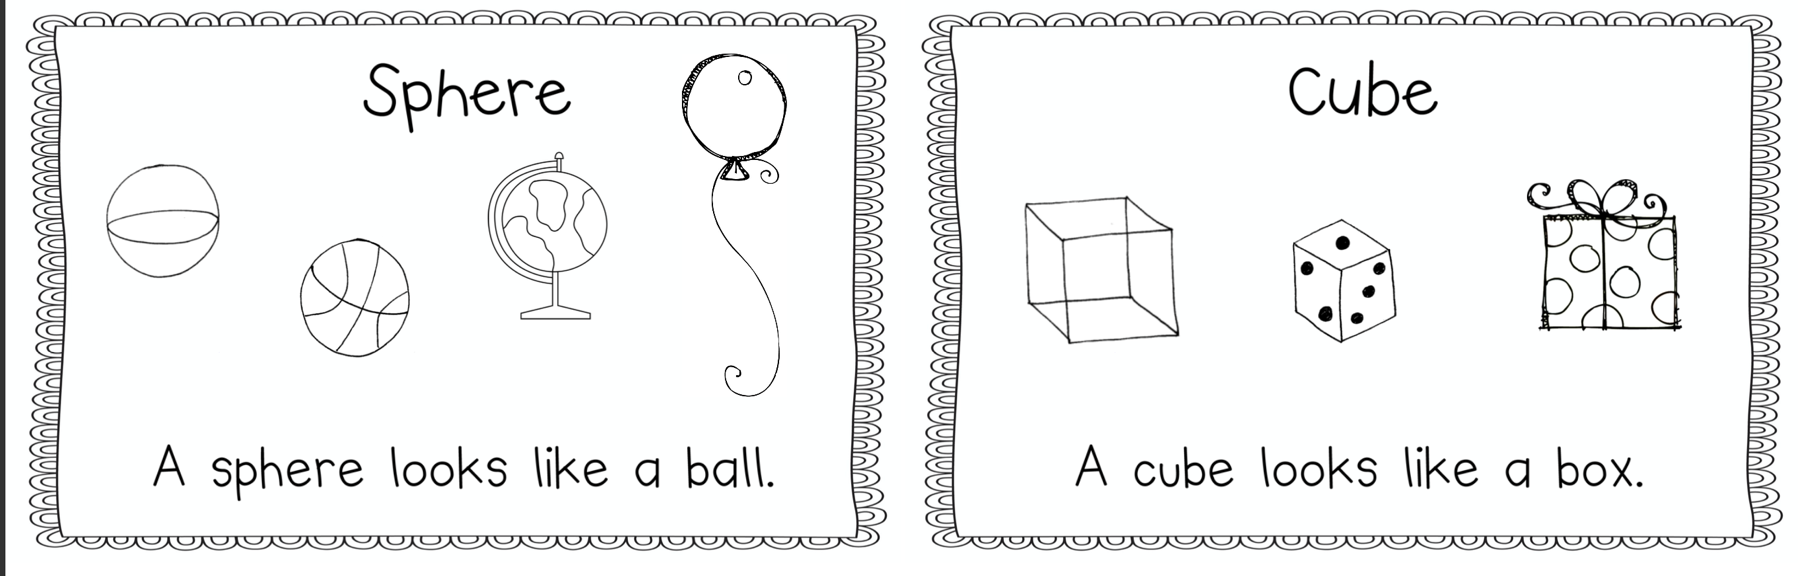 Sphere
A sphere looks like a ball.
Cube
A cube looks like a box.